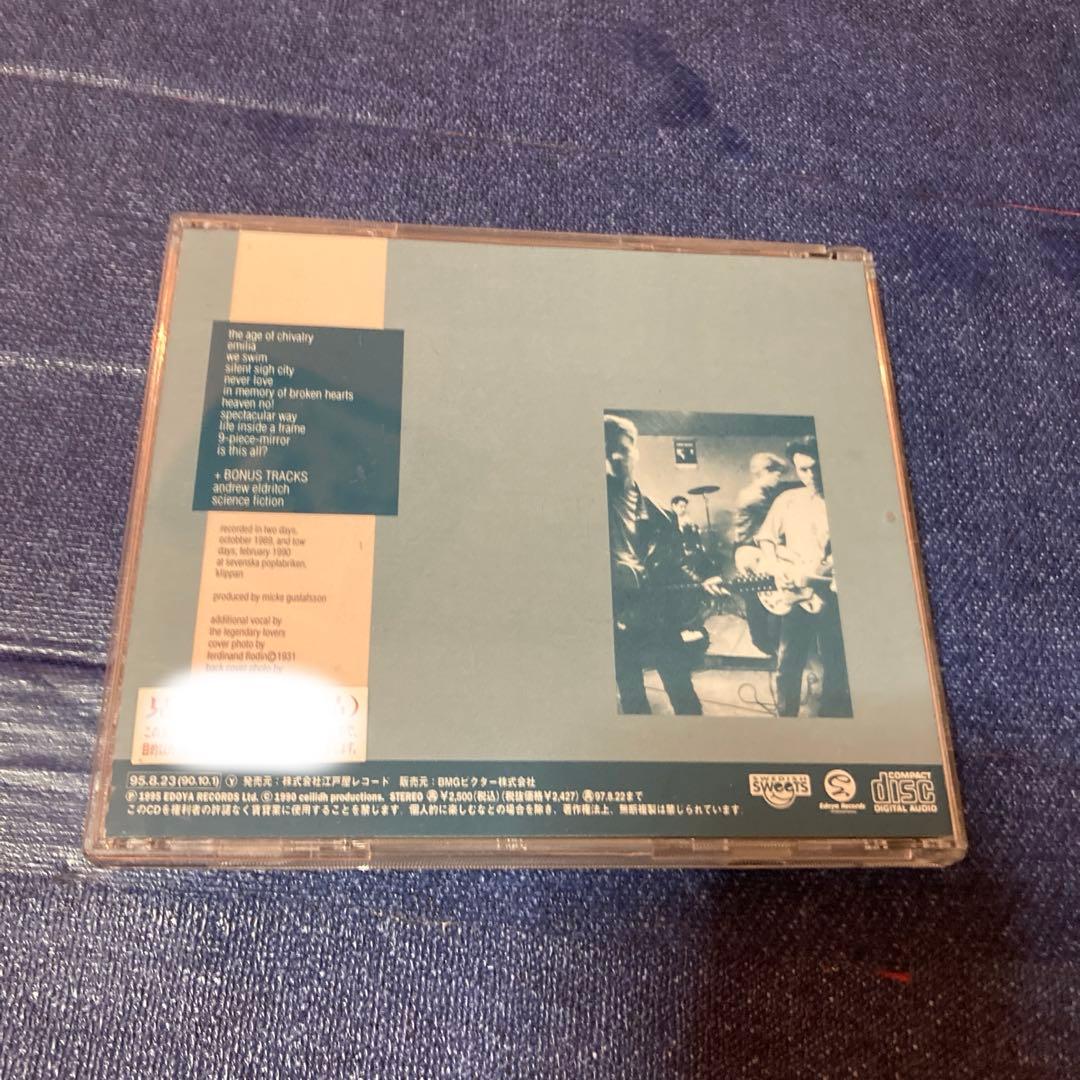 the age of chivalry
emilia
we swim
silent sigh city
never love
in memory of broken hearts
heaven no!
spectacular way
life inside a frame
9-piece-mirror
is this all?
+ BONUS TRACKS
andrew eldritch
science fiction
recorded in two days,
octobber 1989, and tow
days, february 1990
at sevenska popfabriken,
klippan
produced by micke gustafsson
additional vocal by
the legendary lovers
cover photo by
ferdinand flodin©1931
back cover photo by
95.8.23 (90.10.1) Ⓨ 発売元：株式会社江戸屋レコード 販売元：BMGビクター株式会社
Ⓟ 1995 EDOYA RECORDS Ltd. © 1990 ceilidh productions. STEREO ㊖ ¥2,500(税込) (税抜価格¥2,427) ㊖ 97.8.22まで
このCDを権利者の許諾なく賃貸業に使用することを禁じます。個人的に楽しむなどの場合を除き、著作権法上、無断複製は禁じられています。
SWEDISH
SWEETS
Edoya Records
COMPACT
disc
DIGITAL AUDIO